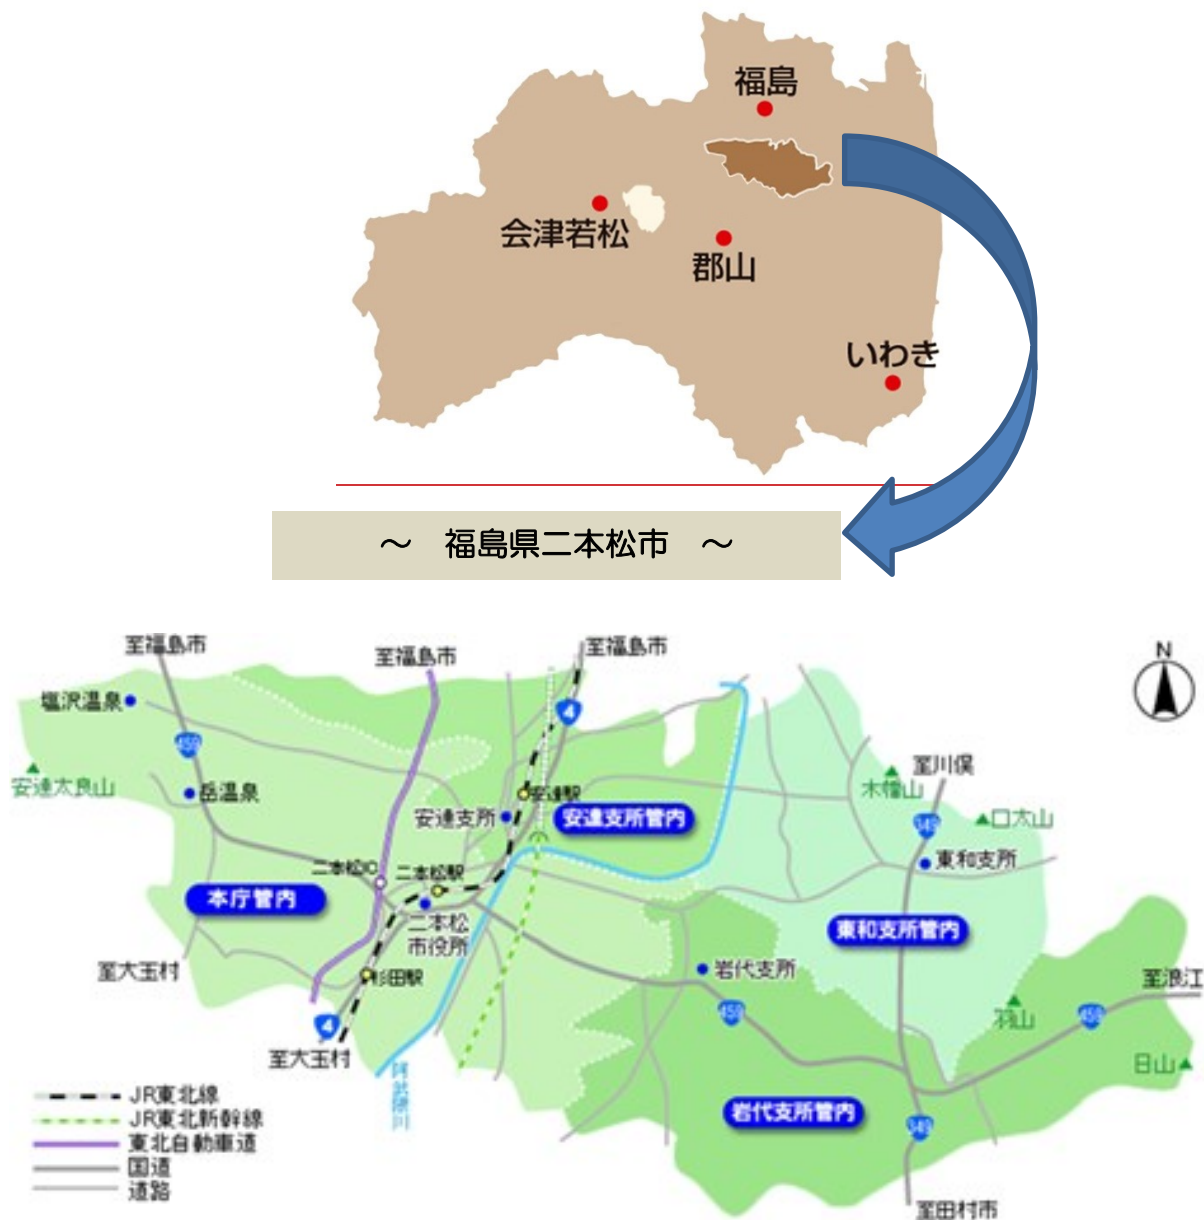 福島
会津若松
郡山
いわき
～　福島県二本松市　～
至福島市
至福島市
至福島市
N
塩沢温泉
4
459
安達太良山
岳温泉
至川俣
木幡山
安達駅
口太山
安達支所
安達支所管内
349
東和支所
二本松IC
二本松駅
本庁管内
二本松
市役所
東和支所管内
至大玉村
杉田駅
岩代支所
至浪江
459
羽山
459
4
至大玉村
日山
阿武隈川
JR東北線
JR東北新幹線
東北自動車道
国道
道路
岩代支所管内
349
至田村市